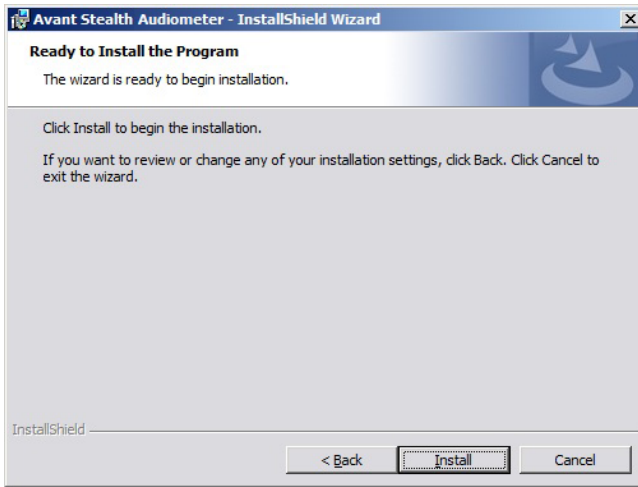 Avant Stealth Audiometer - InstallShield Wizard
Ready to Install the Program
The wizard is ready to begin installation.
Click Install to begin the installation.
If you want to review or change any of your installation settings, click Back. Click Cancel to
exit the wizard.
InstallShield
< Back
Install
Cancel